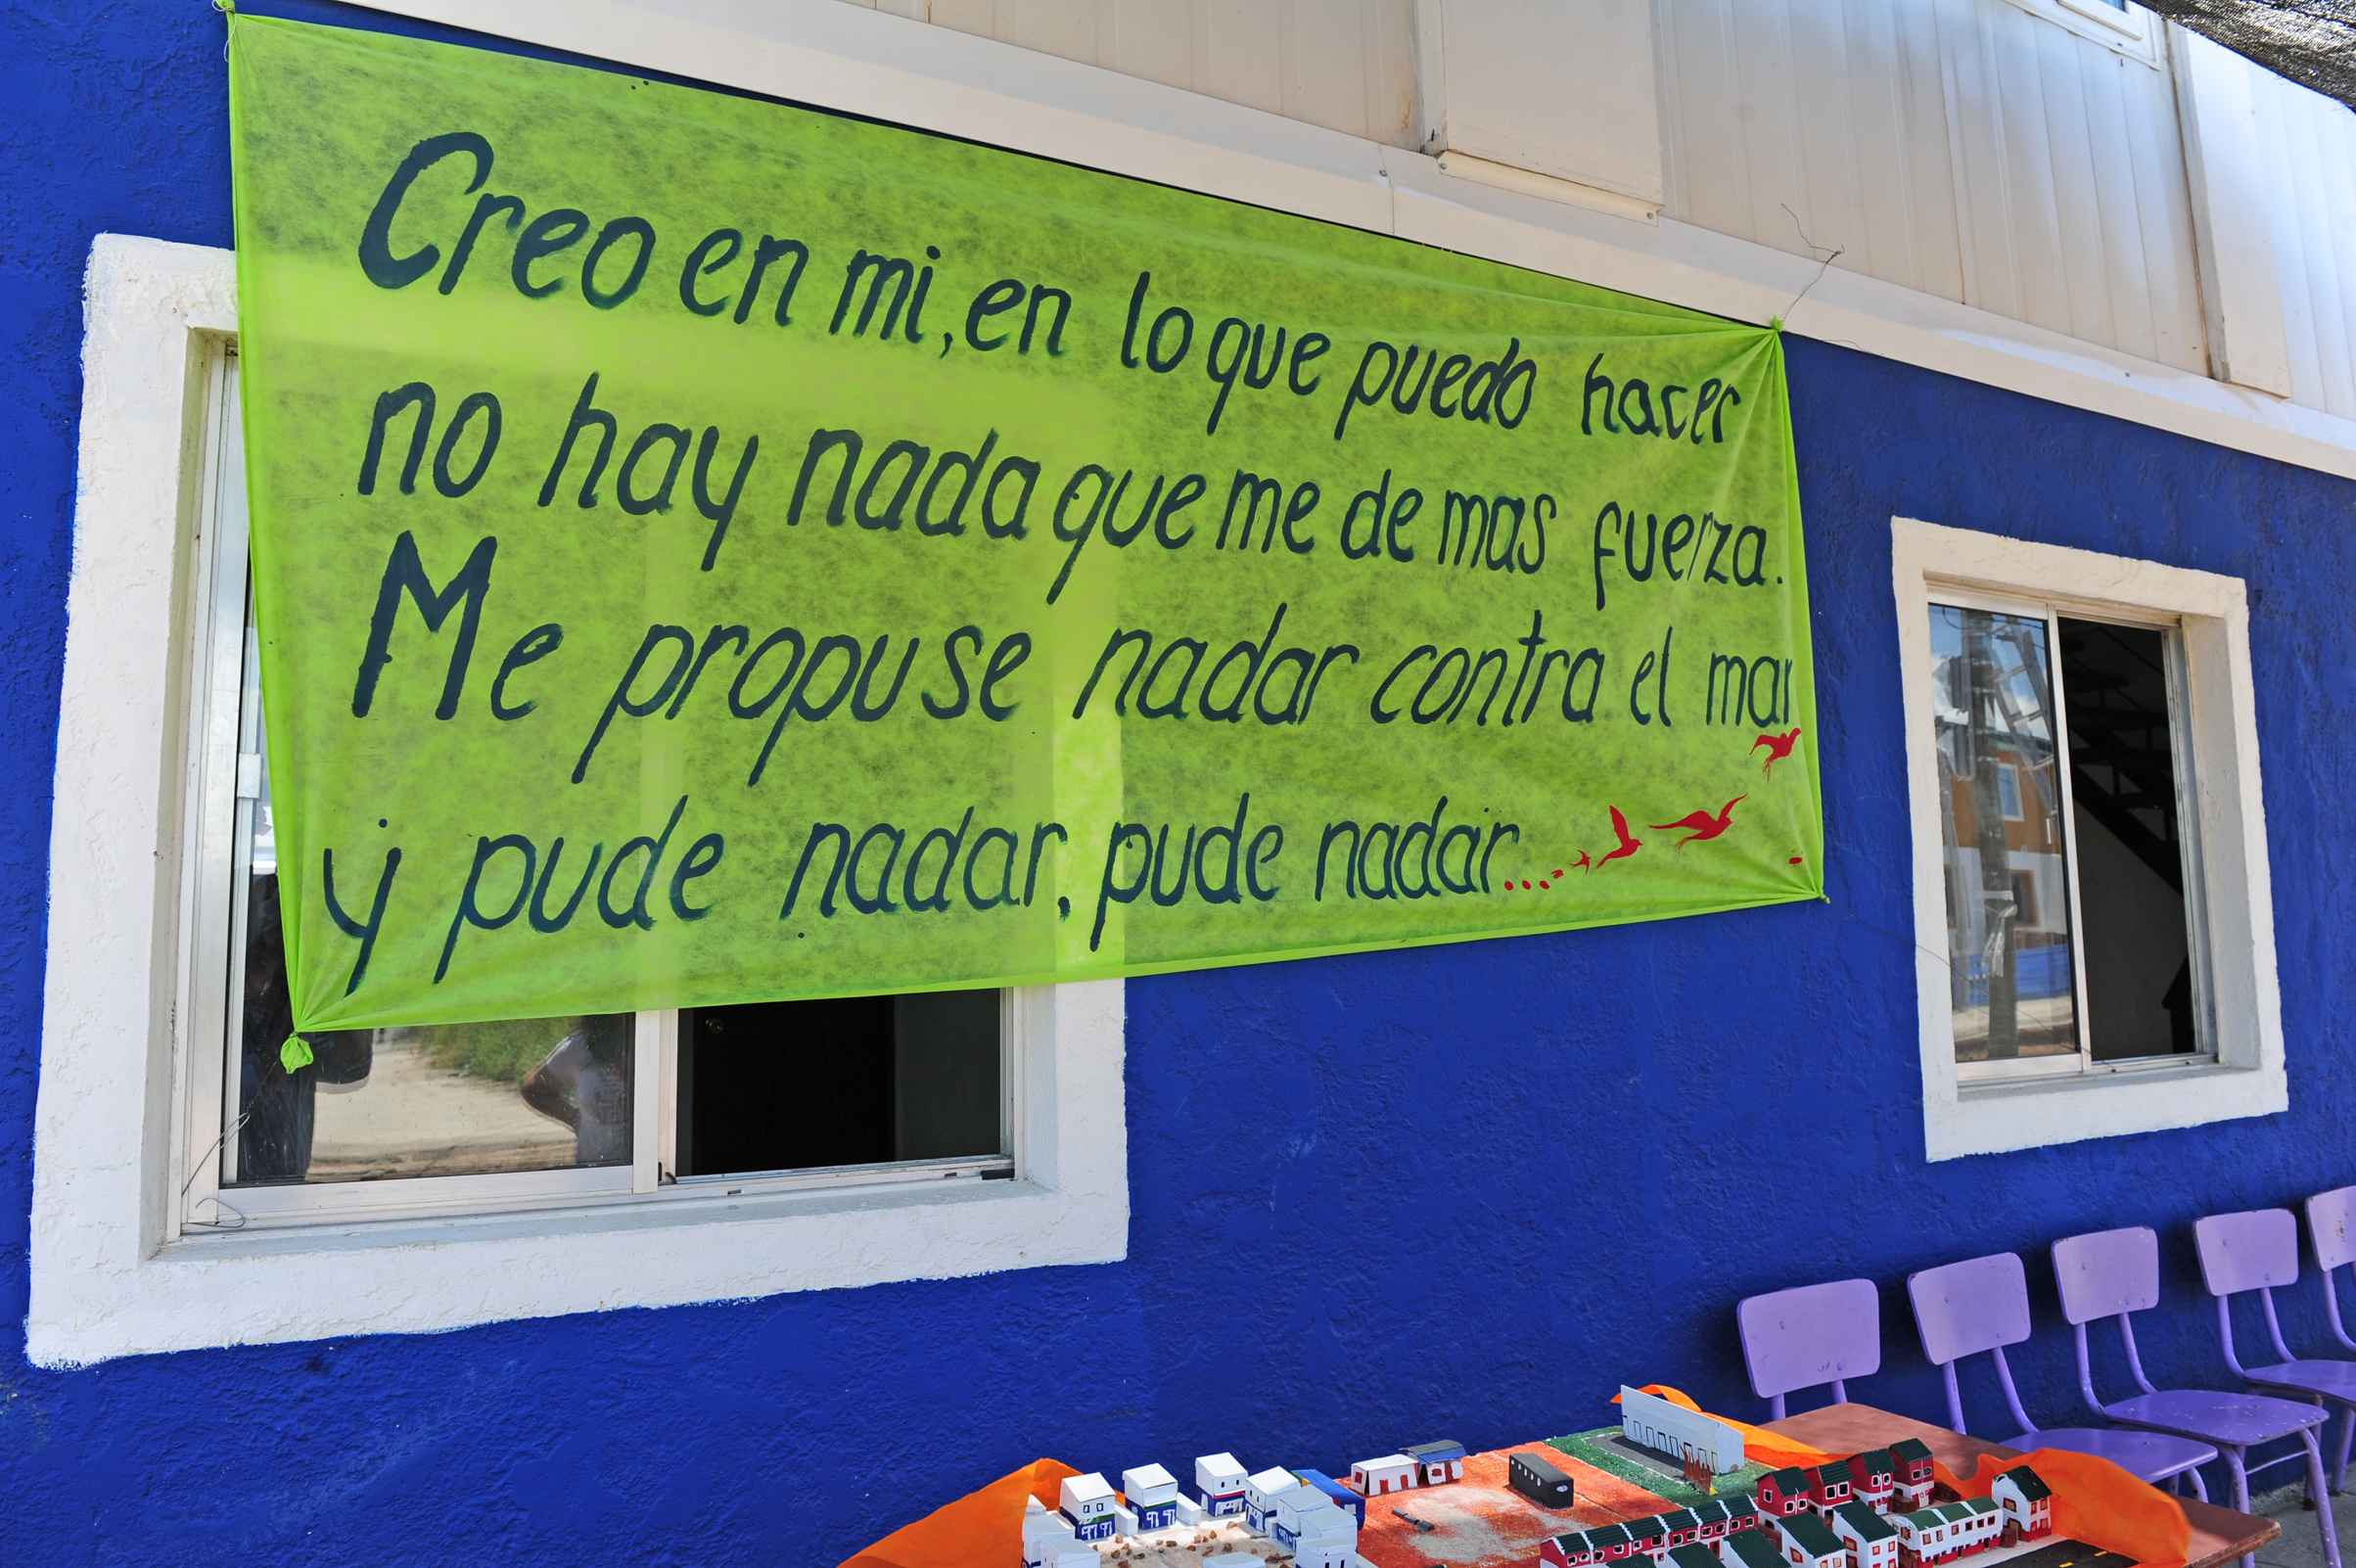 Creo en mi, en lo que puedo hacer
no hay nada que me de mas fuerza.
Me propuse nadar contra el mar
y pude nadar, pude nadar...